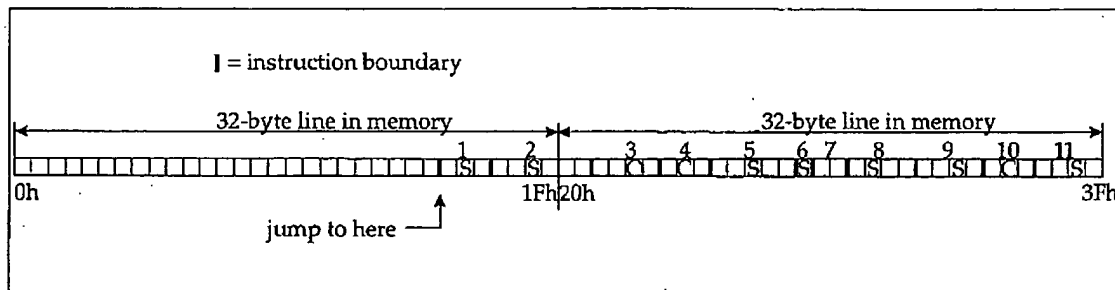 = instruction boundary
32-byte line in memory 32-byte line in memory
1 2 3 4 5 6 7 8 9 10 11
S S C C S S S S C S
0h 1Fh 20h 3Fh
jump to here